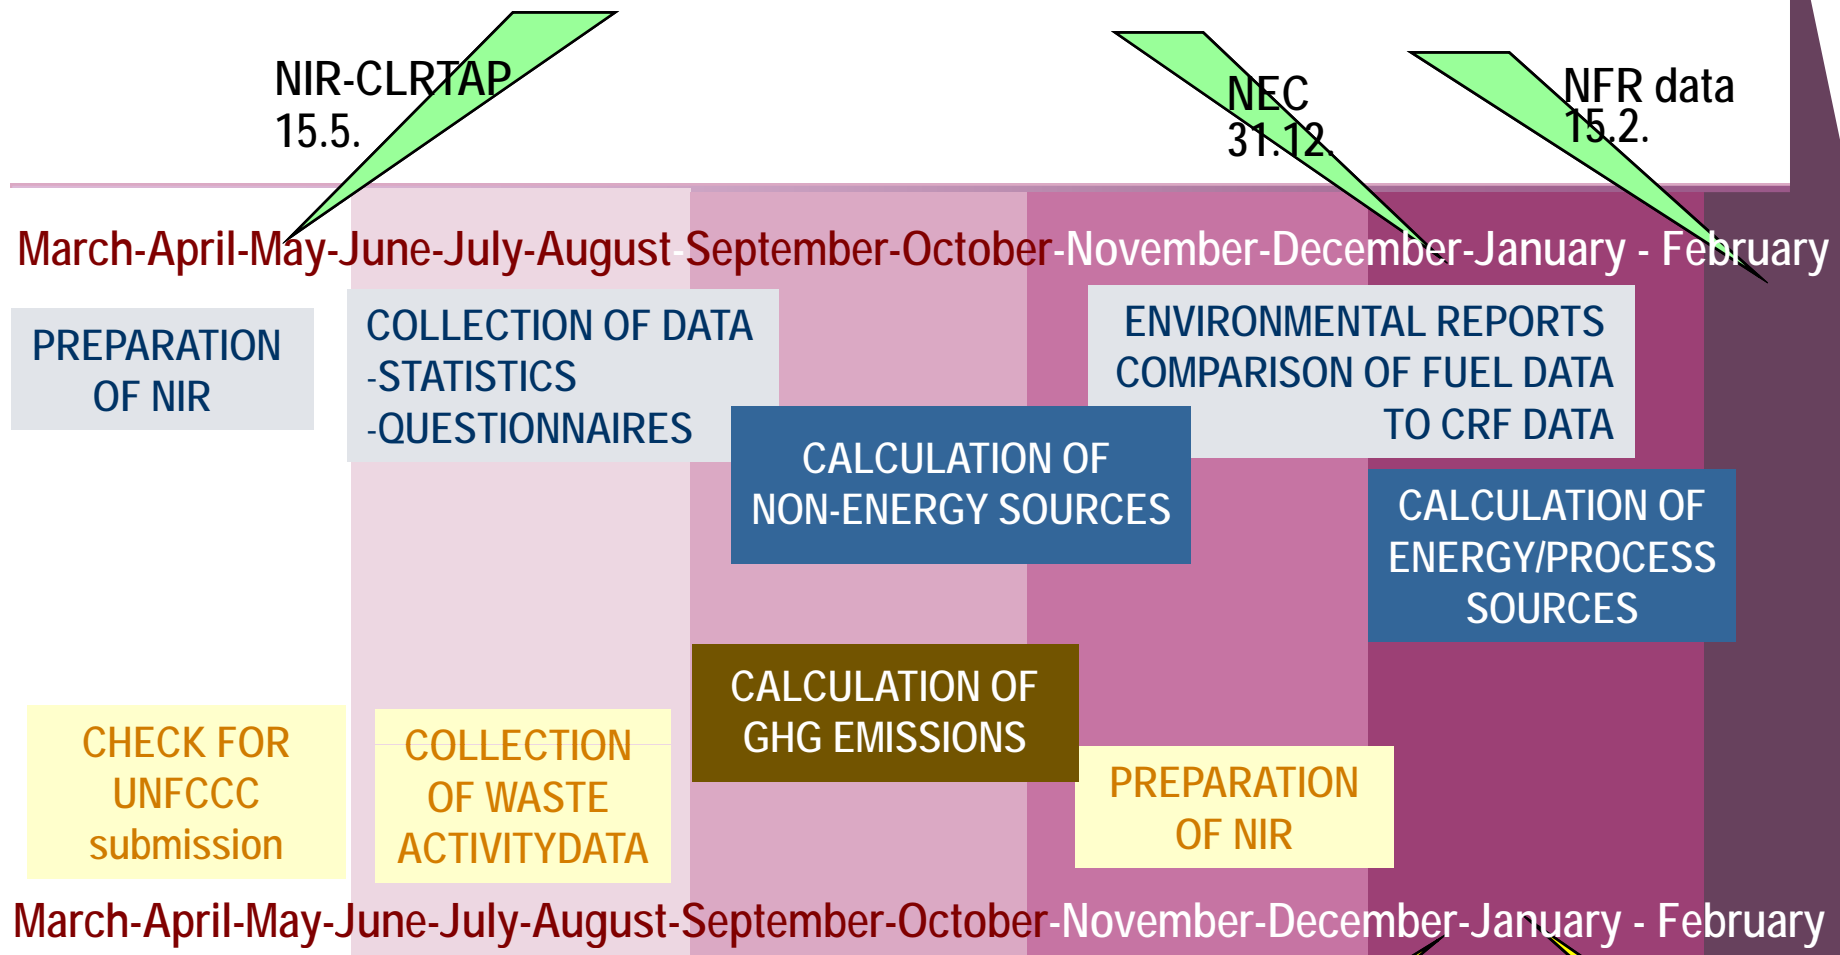 NIR-CLRTAP
15.5.
NEC
31.12.
NFR data
15.2.
March-April-May-June-July-August-September-October-November-December-January - February
PREPARATION
OF NIR
COLLECTION OF DATA
-STATISTICS
-QUESTIONNAIRES
ENVIRONMENTAL REPORTS
COMPARISON OF FUEL DATA
TO CRF DATA
CALCULATION OF
NON-ENERGY SOURCES
CALCULATION OF
ENERGY/PROCESS
SOURCES
CALCULATION OF
GHG EMISSIONS
CHECK FOR
UNFCCC
submission
COLLECTION
OF WASTE
ACTIVITYDATA
PREPARATION
OF NIR
March-April-May-June-July-August-September-October-November-December-January - February